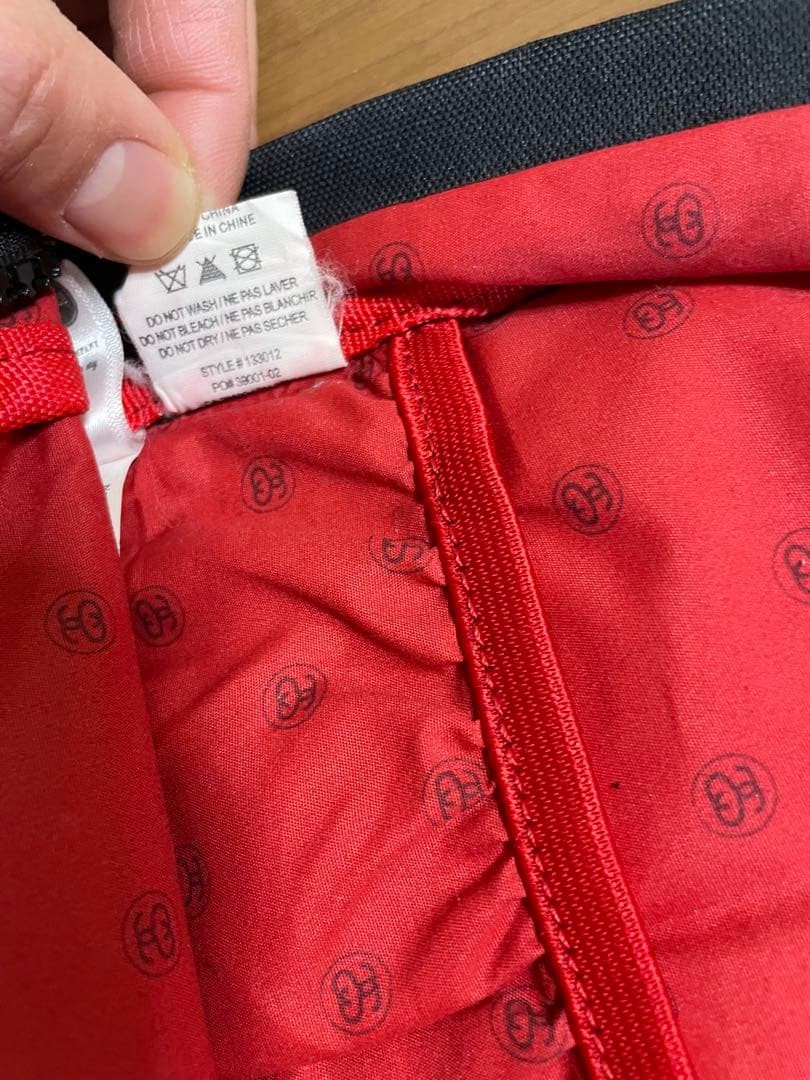 CHINA
E IN CHINE
DO NOT WASH / NE PAS LAVER
DO NOT BLEACH / NE PAS BLANCHIR
DO NOT DRY / NE PAS SECHER
STYLE# 133012
PO# 39001-02